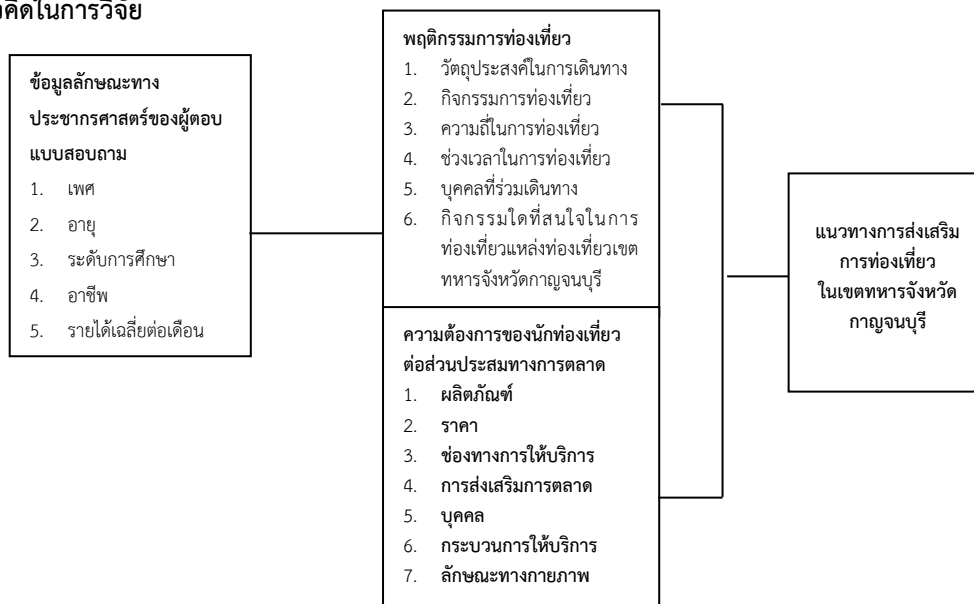 คิดในการวิจัย
ข้อมูลลักษณะทาง
ประชากรศาสตร์ของผู้ตอบ
แบบสอบถาม
1. เพศ
2. อายุ
3. ระดับการศึกษา
4. อาชีพ
5. รายได้เฉลี่ยต่อเดือน
พฤติกรรมการท่องเที่ยว
1. วัตถุประสงค์ในการเดินทาง
2. กิจกรรมการท่องเที่ยว
3. ความถี่ในการท่องเที่ยว
4. ช่วงเวลาในการท่องเที่ยว
5. บุคคลที่ร่วมเดินทาง
6. กิจกรรมใดที่สนใจในการ
ท่องเที่ยวแหล่งท่องเที่ยวเขต
ทหารจังหวัดกาญจนบุรี
ความต้องการของนักท่องเที่ยว
ต่อส่วนประสมทางการตลาด
1. ผลิตภัณฑ์
2. ราคา
3. ช่องทางการให้บริการ
4. การส่งเสริมการตลาด
5. บุคคล
6. กระบวนการให้บริการ
7. ลักษณะทางกายภาพ
แนวทางการส่งเสริม
การท่องเที่ยว
ในเขตทหารจังหวัด
กาญจนบุรี